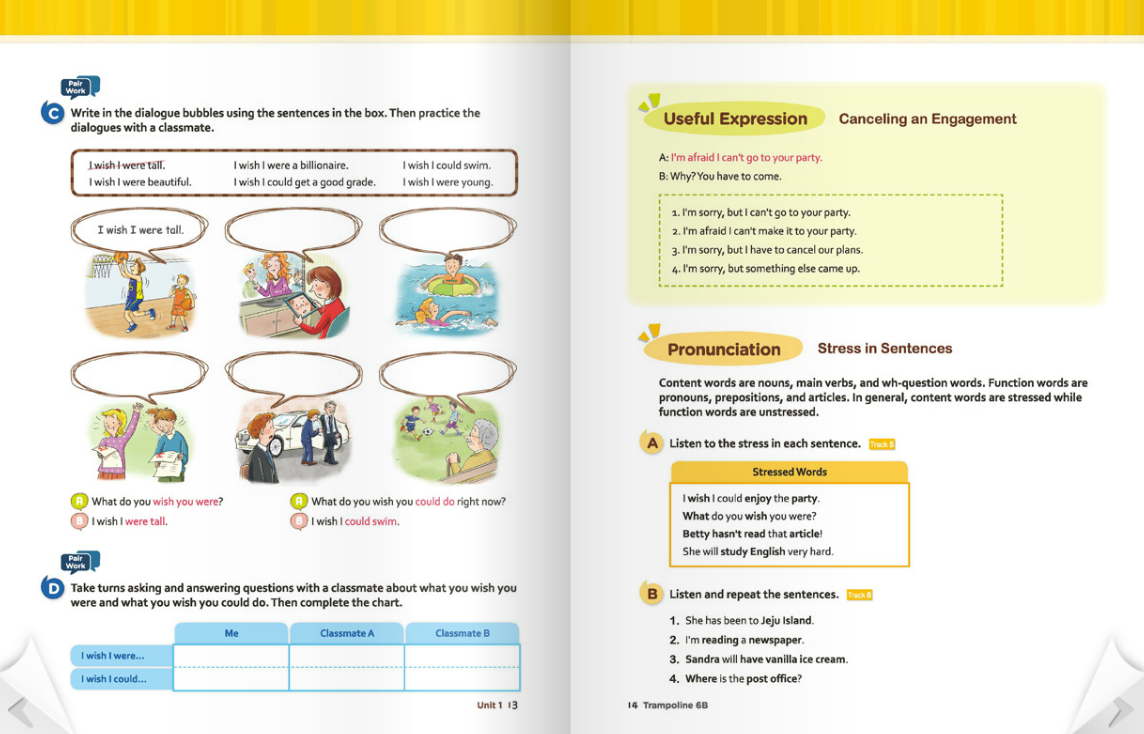 Pair
Work
C Write in the dialogue bubbles using the sentences in the box. Then practice the
dialogues with a classmate.
I wish I were tall. I wish I were a billionaire. I wish I could swim.
I wish I were beautiful. I wish I could get a good grade. I wish I were young.
I wish I were tall.
A What do you wish you were?
B I wish I were tall.
A What do you wish you could do right now?
B I wish I could swim.
Pair
Work
D Take turns asking and answering questions with a classmate about what you wish you
were and what you wish you could do. Then complete the chart.
Me Classmate A Classmate B
I wish I were...
I wish I could...
Unit 1 13
Useful Expression Canceling an Engagement
A: I'm afraid I can't go to your party.
B: Why? You have to come.
1. I'm sorry, but I can't go to your party.
2. I'm afraid I can't make it to your party.
3. I'm sorry, but I have to cancel our plans.
4. I'm sorry, but something else came up.
Pronunciation Stress in Sentences
Content words are nouns, main verbs, and wh-question words. Function words are
pronouns, prepositions, and articles. In general, content words are stressed while
function words are unstressed.
A Listen to the stress in each sentence. Track 5
Stressed Words
I wish I could enjoy the party.
What do you wish you were?
Betty hasn't read that article!
She will study English very hard.
B Listen and repeat the sentences. Track 6
1. She has been to Jeju Island.
2. I'm reading a newspaper.
3. Sandra will have vanilla ice cream.
4. Where is the post office?
14 Trampoline 6B